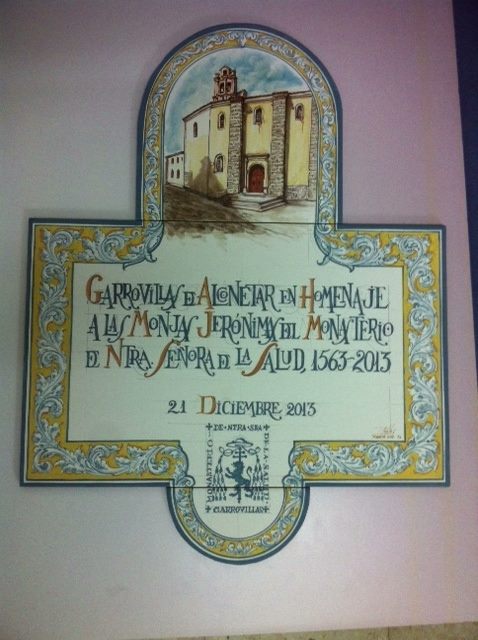 Garrovillas de Alconetar en Homenaje
a las Monjas Jerónimas del Monasterio
de Ntra. Señora de la Salud, 1563-2013
21 Diciembre 2013
MONASTERIO
DE·NTRA·SRA
DE·LA·SALUD
GARROVILLAS